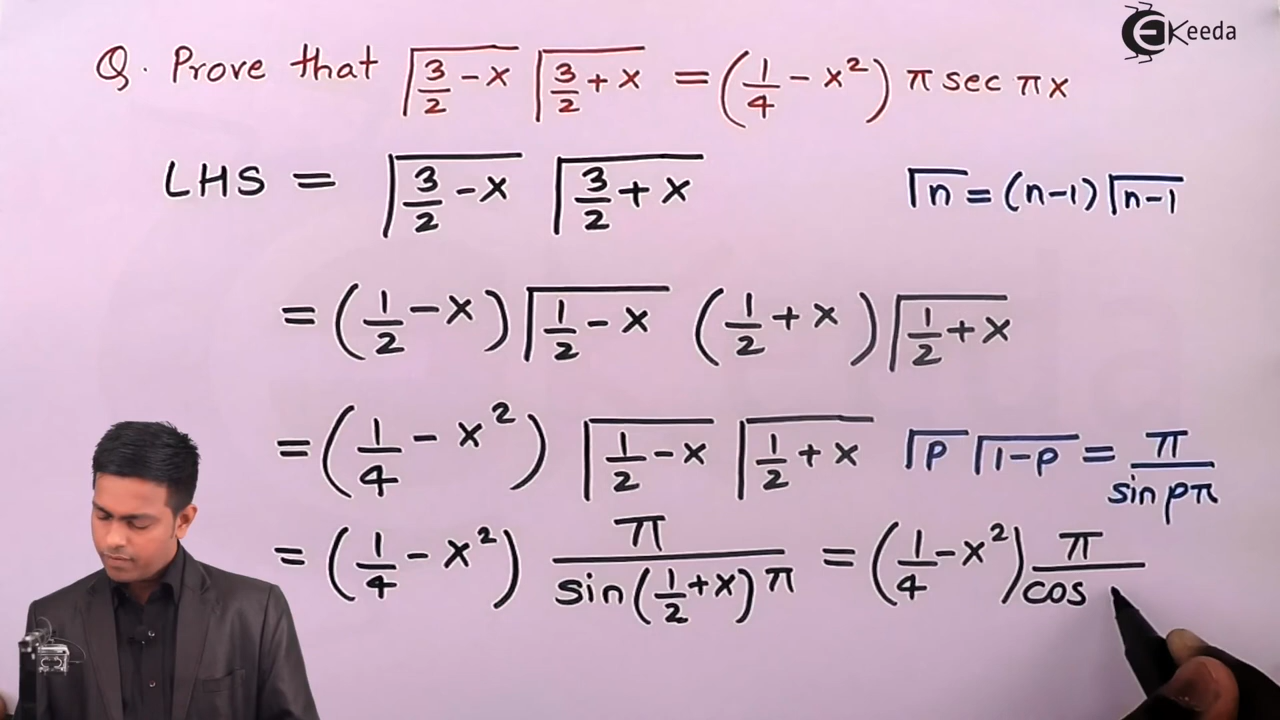 EKeeda
Q. Prove that Γ(3/2 - x) Γ(3/2 + x) = (1/4 - x²) π sec πx
LHS = Γ(3/2 - x) Γ(3/2 + x)
Γn = (n-1) Γ(n-1)
= (1/2 - x) Γ(1/2 - x) (1/2 + x) Γ(1/2 + x)
= (1/4 - x²) Γ(1/2 - x) Γ(1/2 + x)
Γp Γ(1-p) = π / sin pπ
= (1/4 - x²) π / sin(1/2 + x)π = (1/4 - x²) π / cos